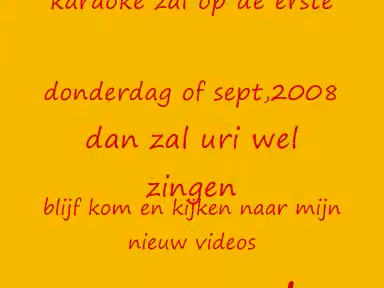 karaoke zal op de eerste
donderdag of sept,2008
dan zal uri wel
zingen
blijf kom en kijken naar mijn
nieuw videos